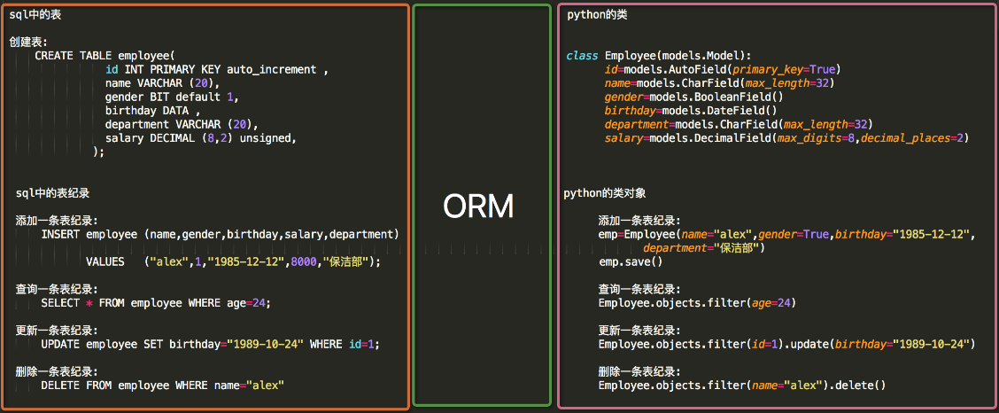 sql中的表
创建表:
CREATE TABLE employee(
id INT PRIMARY KEY auto_increment ,
name VARCHAR (20),
gender BIT default 1,
birthday DATA ,
department VARCHAR (20),
salary DECIMAL (8,2) unsigned,
);
sql中的表纪录
添加一条表纪录:
INSERT employee (name,gender,birthday,salary,department)
VALUES ("alex",1,"1985-12-12",8000,"保洁部");
查询一条表纪录:
SELECT * FROM employee WHERE age=24;
更新一条表纪录:
UPDATE employee SET birthday="1989-10-24" WHERE id=1;
删除一条表纪录:
DELETE FROM employee WHERE name="alex"
ORM
python的类
class Employee(models.Model):
id=models.AutoField(primary_key=True)
name=models.CharField(max_length=32)
gender=models.BooleanField()
birthday=models.DateField()
department=models.CharField(max_length=32)
salary=models.DecimalField(max_digits=8,decimal_places=2)
python的类对象
添加一条表纪录:
emp=Employee(name="alex",gender=True,birthday="1985-12-12",
department="保洁部")
emp.save()
查询一条表纪录:
Employee.objects.filter(age=24)
更新一条表纪录:
Employee.objects.filter(id=1).update(birthday="1989-10-24")
删除一条表纪录:
Employee.objects.filter(name="alex").delete()